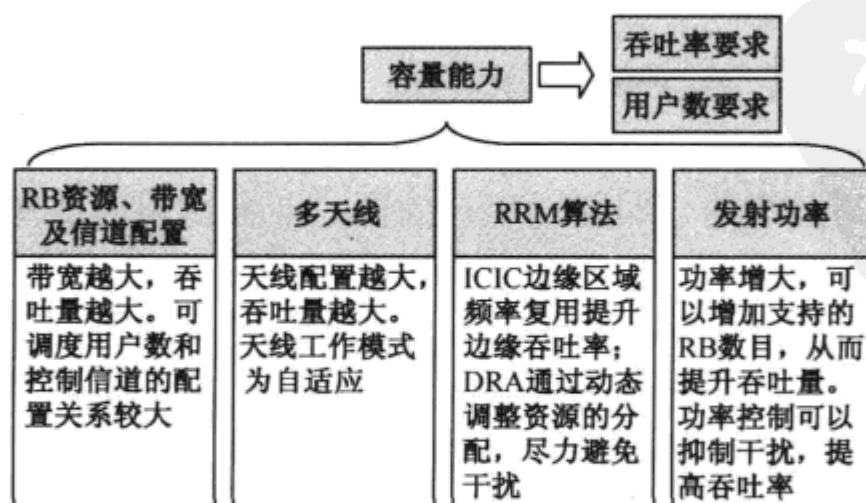 容量能力
吞吐率要求
用户数要求
RB资源、带宽
及信道配置
带宽越大，吞
吐量越大。可
调度用户数和
控制信道的配
置关系较大
多天线
天线配置越大，
吞吐量越大。
天线工作模式
为自适应
RRM算法
ICIC边缘区域
频率复用提升
边缘吞吐率；
DRA通过动态
调整资源的分
配，尽力避免
干扰
发射功率
功率增大，可
以增加支持的
RB数目，从而
提升吞吐量。
功率控制可以
抑制干扰，提
高吞吐率